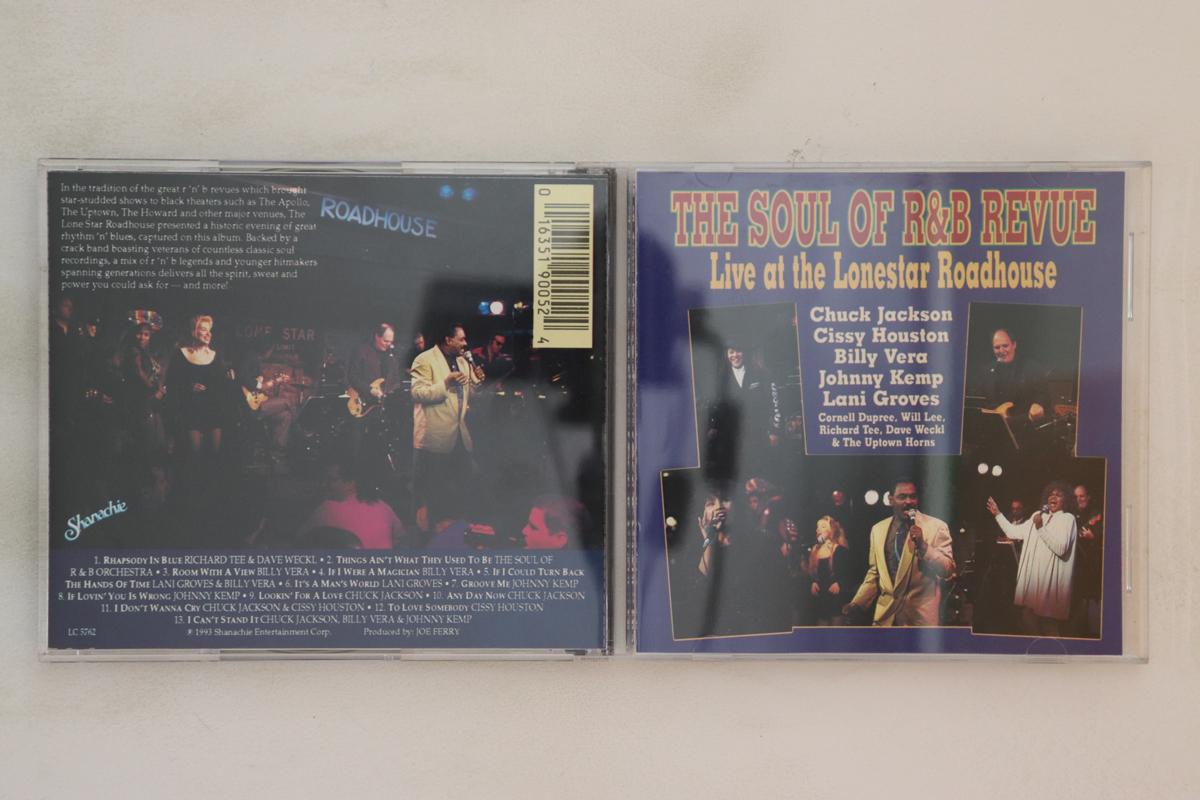 In the tradition of the great r 'n' b revues which brought
star-studded shows to black theaters such as The Apollo,
The Uptown, The Howard and other major venues, The
Lone Star Roadhouse presented a historic evening of great
rhythm 'n' blues, captured on this album. Backed by a
crack band boasting veterans of countless classic soul
recordings, a mix of r 'n' b legends and younger hitmakers
spanning generations delivers all the spirit, sweat and
power you could ask for — and more!
ROADHOUSE
0 16351 90052 4
LONE STAR
Shanachie
1. RHAPSODY IN BLUE RICHARD TEE & DAVE WECKL • 2. THINGS AIN'T WHAT THEY USED TO BE THE SOUL OF
R & B ORCHESTRA • 3. ROOM WITH A VIEW BILLY VERA • 4. IF I WERE A MAGICIAN BILLY VERA • 5. IF I COULD TURN BACK
THE HANDS OF TIME LANI GROVES & BILLY VERA • 6. IT'S A MAN'S WORLD LANI GROVES • 7. GROOVE ME JOHNNY KEMP
8. IF LOVIN' YOU IS WRONG JOHNNY KEMP • 9. LOOKIN' FOR A LOVE CHUCK JACKSON • 10. ANY DAY NOW CHUCK JACKSON
11. I DON'T WANNA CRY CHUCK JACKSON & CISSY HOUSTON • 12. TO LOVE SOMEBODY CISSY HOUSTON
13. I CAN'T STAND IT CHUCK JACKSON, BILLY VERA & JOHNNY KEMP
LC 5762 ℗ 1993 Shanachie Entertainment Corp. Produced by: JOE FERRY
THE SOUL OF R&B REVUE
Live at the Lonestar Roadhouse
Chuck Jackson
Cissy Houston
Billy Vera
Johnny Kemp
Lani Groves
Cornell Dupree, Will Lee,
Richard Tee, Dave Weckl
& The Uptown Horns